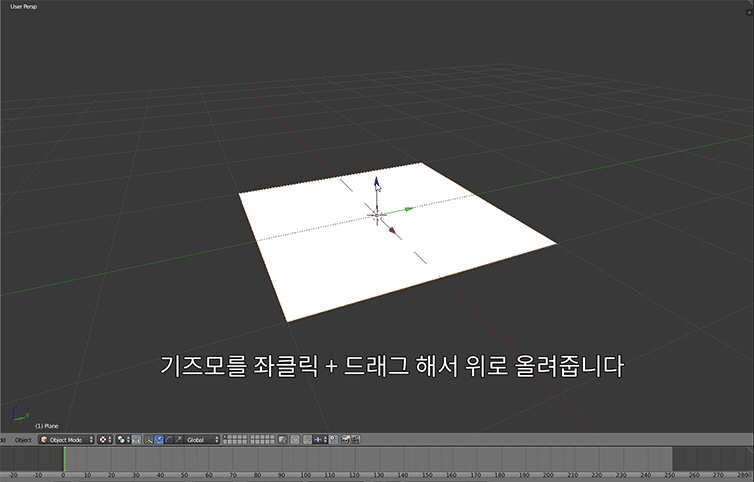 User Persp
기즈모를 좌클릭 + 드래그 해서 위로 올려줍니다
(1) Plane
Object Object Mode Global
-20 -10 0 10 20 30 40 50 60 70 80 90 100 110 120 130 140 150 160 170 180 190 200 210 220 230 240 250 260 270 280